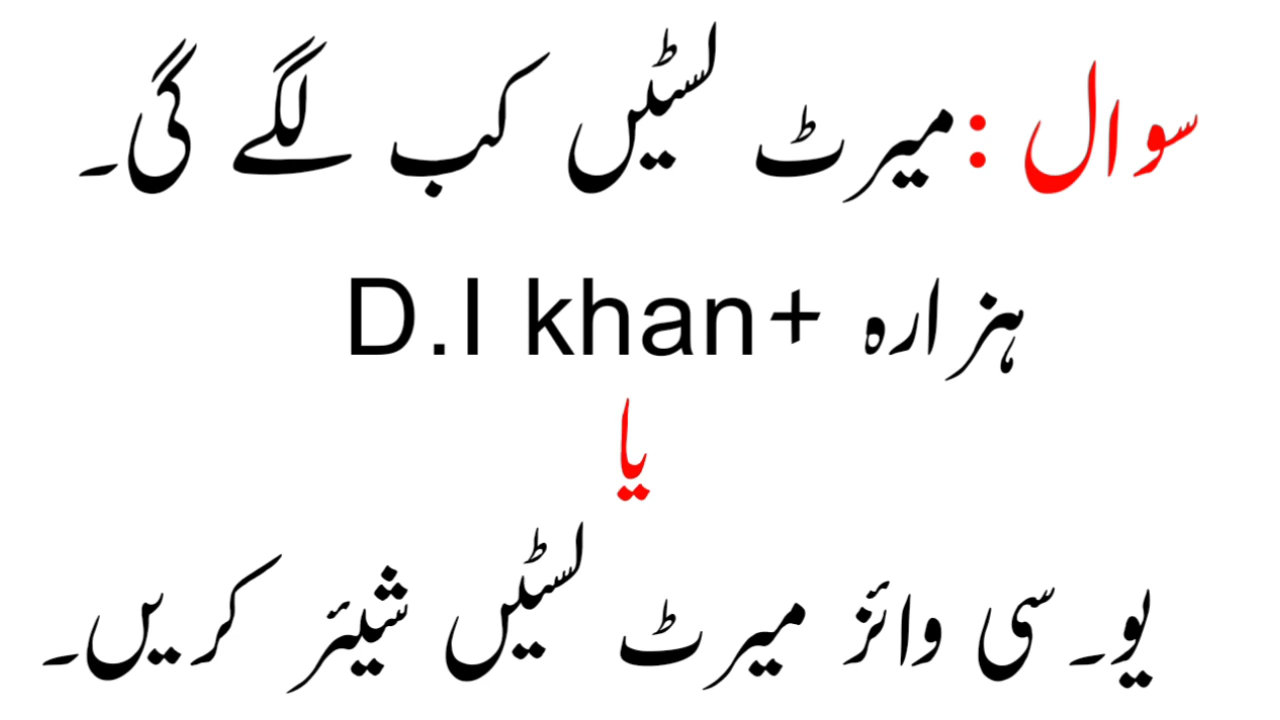 سوال : میرٹ لسٹیں کب لگے گی۔
ہزارہ +D.I khan
یا
یو۔سی وائز میرٹ لسٹیں شیئر کریں۔